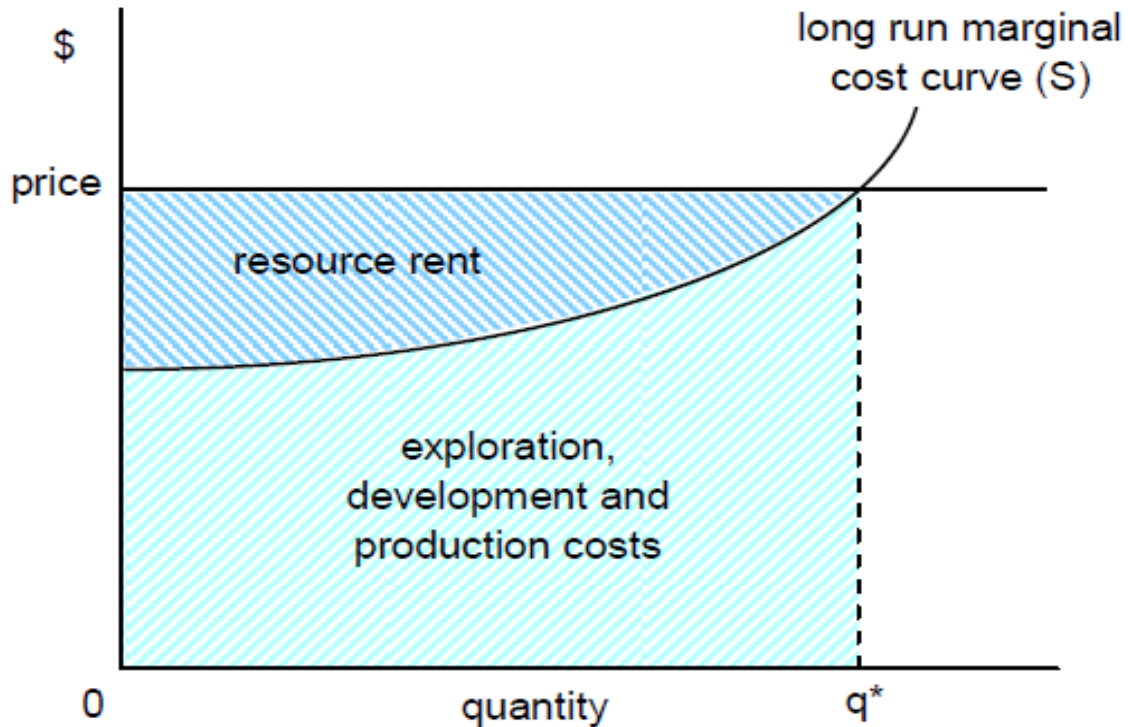 $
long run marginal
cost curve (S)
price
resource rent
exploration,
development and
production costs
0
quantity
q*